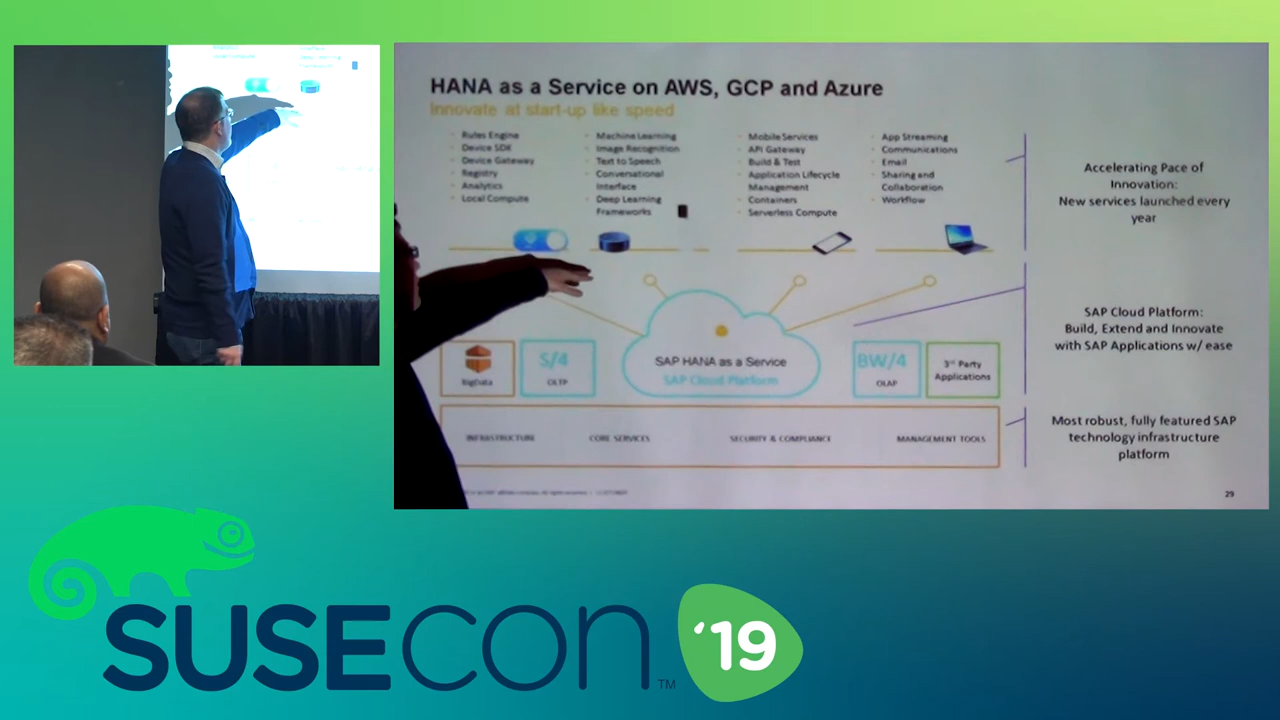 HANA as a Service on AWS, GCP and Azure
Innovate at start-up like speed
Rules Engine
Device SDK
Device Gateway
Registry
Analytics
Local Compute
Machine Learning
Image Recognition
Text to Speech
Conversational
Interface
Deep Learning
Frameworks
Mobile Services
API Gateway
Build & Test
Application Lifecycle
Management
Containers
Serverless Compute
App Streaming
Communications
Email
Sharing and
Collaboration
Workflow
Accelerating Pace of
Innovation:
New services launched every
year
SAP Cloud Platform:
Build, Extend and Innovate
with SAP Applications w/ ease
BigData
S/4
OLTP
SAP HANA as a Service
SAP Cloud Platform
BW/4
OLAP
3rd Party
Applications
INFRASTRUCTURE
CORE SERVICES
SECURITY & COMPLIANCE
MANAGEMENT TOOLS
Most robust, fully featured SAP
technology infrastructure
platform
29
SUSECON ™ '19